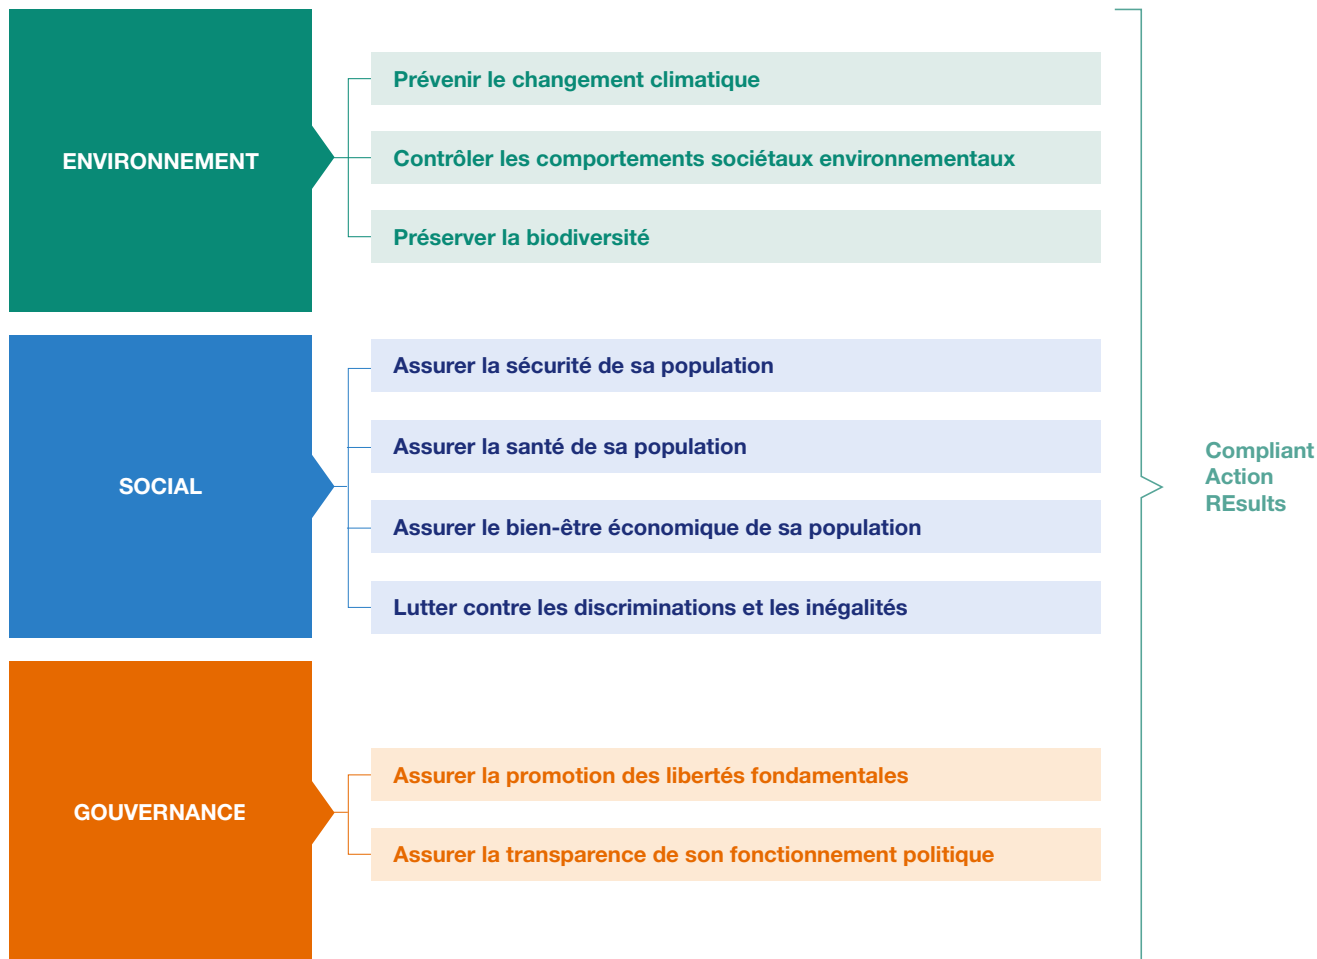 ENVIRONNEMENT
Prévenir le changement climatique
Contrôler les comportements sociétaux environnementaux
Préserver la biodiversité
SOCIAL
Assurer la sécurité de sa population
Assurer la santé de sa population
Assurer le bien-être économique de sa population
Lutter contre les discriminations et les inégalités
GOUVERNANCE
Assurer la promotion des libertés fondamentales
Assurer la transparence de son fonctionnement politique
Compliant
Action
REsults